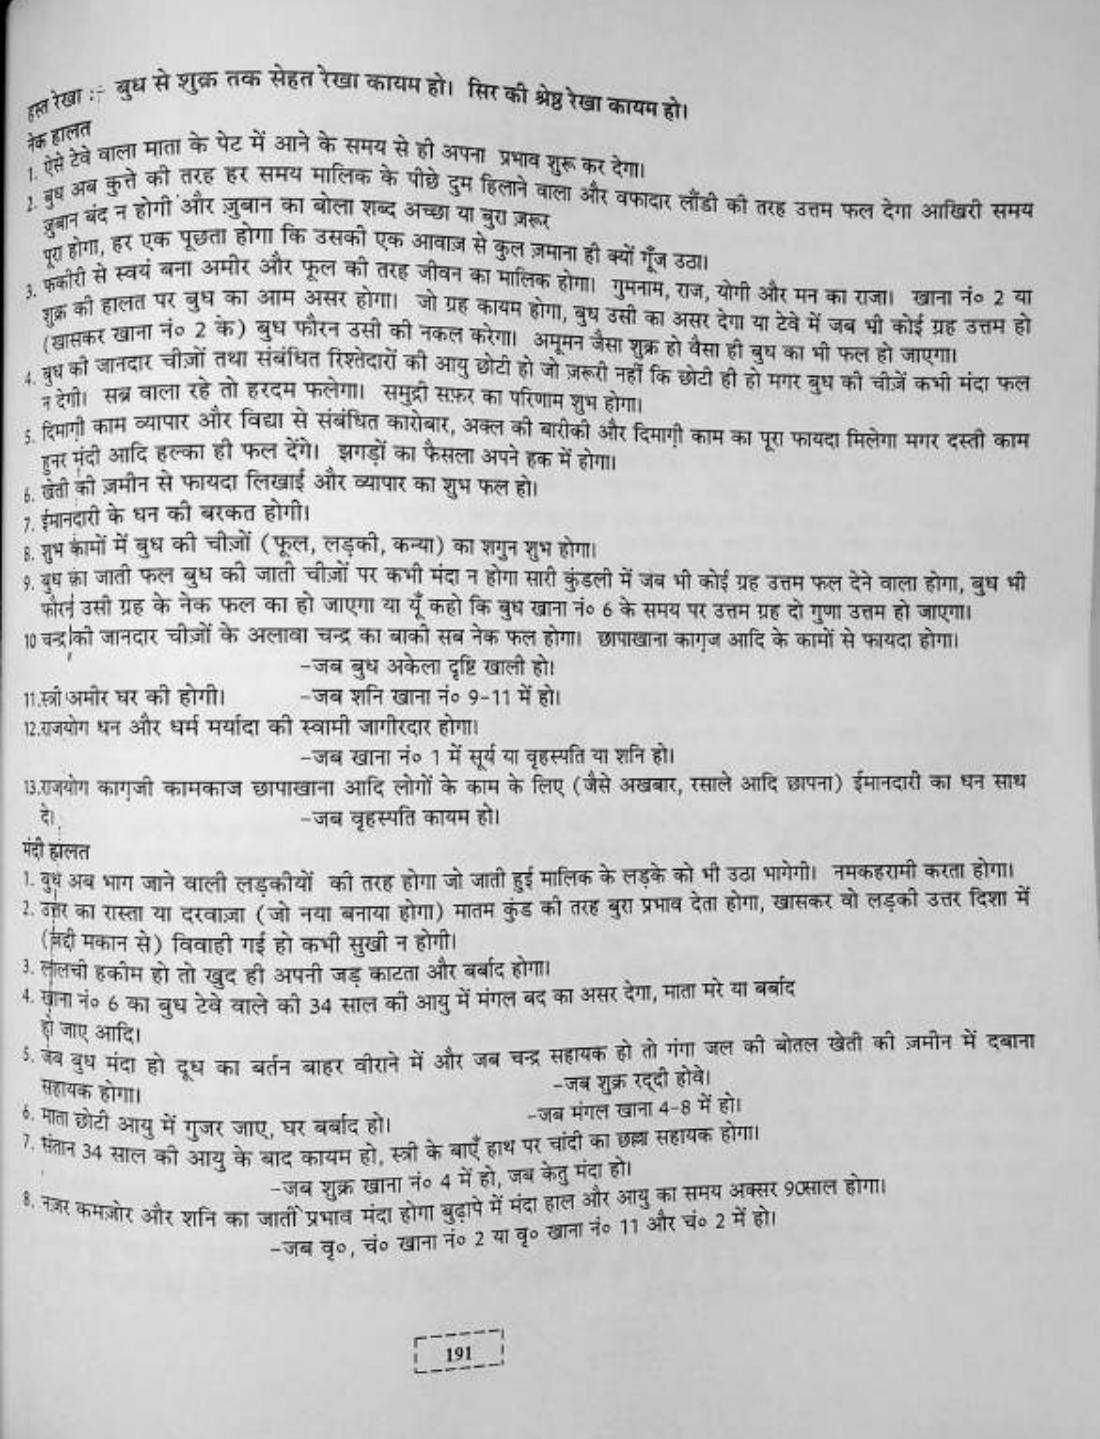 हस्त रेखा :- बुध से शुक्र तक सेहत रेखा कायम हो। सिर की श्रेष्ठ रेखा कायम हो।
नेक हालत
1. ऐसे टेवे वाला माता के पेट में आने के समय से ही अपना प्रभाव शुरू कर देगा।
2. बुध अब कुत्ते की तरह हर समय मालिक के पीछे दुम हिलाने वाला और वफादार लौंडी की तरह उत्तम फल देगा आखिरी समय
जुबान बंद न होगी और ज़ुबान का बोला शब्द अच्छा या बुरा ज़रूर
पूरा होगा, हर एक पूछता होगा कि उसकी एक आवाज़ से कुल ज़माना ही क्यों गूँज उठा।
3. फकीरी से स्वयं बना अमीर और फूल की तरह जीवन का मालिक होगा। गुमनाम, राज, योगी और मन का राजा। खाना नं० 2 या
शुक्र की हालत पर बुध का आम असर होगा। जो ग्रह कायम होगा, बुध उसी का असर देगा या टेवे में जब भी कोई ग्रह उत्तम हो
(खासकर खाना नं० 2 के) बुध फौरन उसी की नकल करेगा। अमूमन जैसा शुक्र हो वैसा ही बुध का भी फल हो जाएगा।
4. बुध की जानदार चीज़ों तथा संबंधित रिश्तेदारों की आयु छोटी हो जो ज़रूरी नहीं कि छोटी ही हो मगर बुध की चीज़ें कभी मंदा फल
न देगी। सब्र वाला रहे तो हरदम फलेगा। समुद्री सफ़र का परिणाम शुभ होगा।
5. दिमाग़ी काम व्यापार और विद्या से संबंधित कारोबार, अक्ल की बारीकी और दिमाग़ी काम का पूरा फायदा मिलेगा मगर दस्ती काम
हुनर मंदी आदि हल्का ही फल देंगे। झगड़ों का फैसला अपने हक में होगा।
6. खेती की ज़मीन से फायदा लिखाई और व्यापार का शुभ फल हो।
7. ईमानदारी के धन की बरकत होगी।
8. शुभ कामों में बुध की चीज़ों (फूल, लड़की, कन्या) का शगुन शुभ होगा।
9. बुध का जाती फल बुध की जाती चीज़ों पर कभी मंदा न होगा सारी कुंडली में जब भी कोई ग्रह उत्तम फल देने वाला होगा, बुध भी
फौरन उसी ग्रह के नेक फल का हो जाएगा या यूँ कहो कि बुध खाना नं० 6 के समय पर उत्तम ग्रह दो गुणा उत्तम हो जाएगा।
10 चन्द्र की जानदार चीज़ों के अलावा चन्द्र का बाकी सब नेक फल होगा। छापाखाना काग़ज आदि के कामों से फायदा होगा।
-जब बुध अकेला दृष्टि खाली हो।
11.स्त्री अमीर घर की होगी। -जब शनि खाना नं० 9-11 में हो।
12.राजयोग धन और धर्म मर्यादा की स्वामी जागीरदार होगा।
-जब खाना नं० 1 में सूर्य या वृहस्पति या शनि हो।
13.राजयोग काग़जी कामकाज छापाखाना आदि लोगों के काम के लिए (जैसे अखबार, रसाले आदि छापना) ईमानदारी का धन साथ
दे। -जब वृहस्पति कायम हो।
मंदी हालत
1. बुध अब भाग जाने वाली लड़कीयों की तरह होगा जो जाती हुई मालिक के लड़के को भी उठा भागेगी। नमकहरामी करता होगा।
2. उत्तर का रास्ता या दरवाज़ा (जो नया बनाया होगा) मातम कुंड की तरह बुरा प्रभाव देता होगा, खासकर वो लड़की उत्तर दिशा में
(जद्दी मकान से) विवाही गई हो कभी सुखी न होगी।
3. लालची हकीम हो तो खुद ही अपनी जड़ काटता और बर्बाद होगा।
4. खाना नं० 6 का बुध टेवे वाले की 34 साल की आयु में मंगल बद का असर देगा, माता मरे या बर्बाद
हो जाए आदि।
5. जब बुध मंदा हो दूध का बर्तन बाहर वीराने में और जब चन्द्र सहायक हो तो गंगा जल की बोतल खेती की ज़मीन में दबाना
सहायक होगा। -जब शुक्र रद्दी होवे।
6. माता छोटी आयु में गुजर जाए, घर बर्बाद हो। -जब मंगल खाना 4-8 में हो।
7. संतान 34 साल की आयु के बाद कायम हो, स्त्री के बाएँ हाथ पर चांदी का छल्ला सहायक होगा।
-जब शुक्र खाना नं० 4 में हो, जब केतु मंदा हो।
8. नज़र कमज़ोर और शनि का जाती प्रभाव मंदा होगा बुढ़ापे में मंदा हाल और आयु का समय अक्सर 90साल होगा।
-जब वृ०, चं० खाना नं० 2 या वृ० खाना नं० 11 और चं० 2 में हो।
191